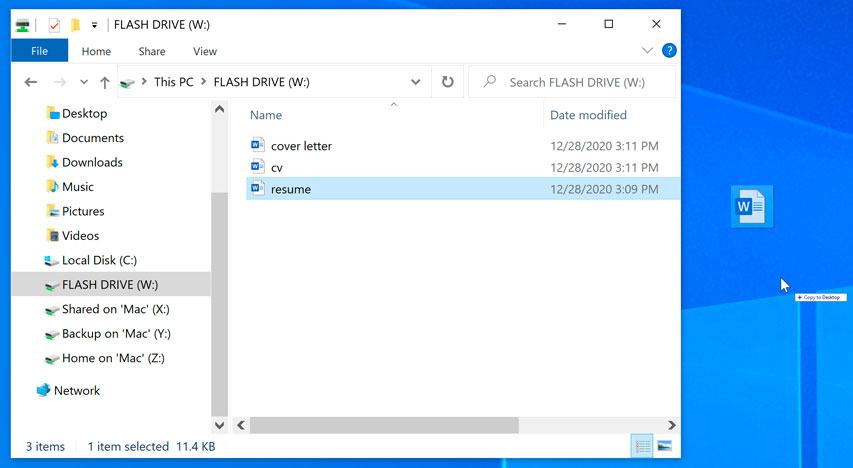 FLASH DRIVE (W:)
File Home Share View
This PC FLASH DRIVE (W:) Search FLASH DRIVE (W:)
Name Date modified
Desktop
Documents
Downloads
Music
Pictures
Videos
Local Disk (C:)
FLASH DRIVE (W:)
Shared on 'Mac' (X:)
Backup on 'Mac' (Y:)
Home on 'Mac' (Z:)
Network
cover letter 12/28/2020 3:11 PM
cv 12/28/2020 3:11 PM
resume 12/28/2020 3:09 PM
W
+ Copy to Desktop
3 items 1 item selected 11.4 KB